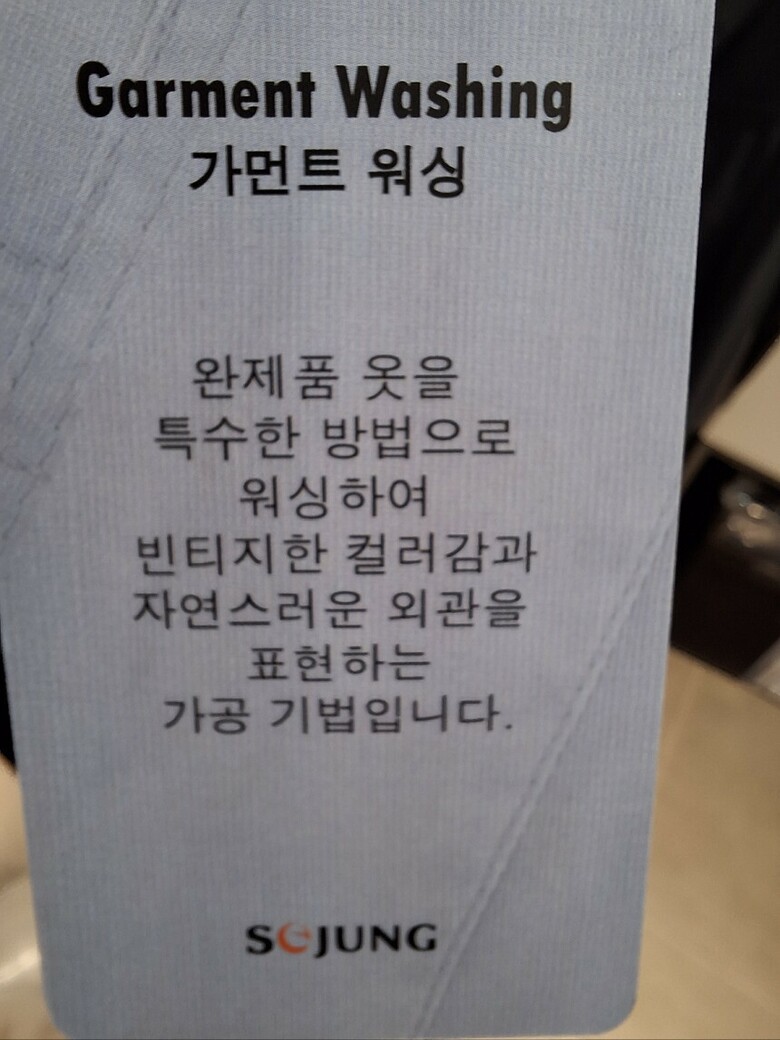 Garment Washing
가먼트 워싱
완제품 옷을
특수한 방법으로
워싱하여
빈티지한 컬러감과
자연스러운 외관을
표현하는
가공 기법입니다.
SEJUNG